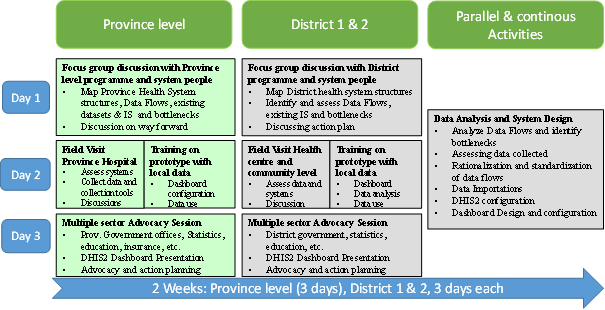 Province level
District 1 & 2
Parallel & continous
Activities
Day 1
Focus group discussion with Province
level programme and system people
• Map Province Health System
structures, Data Flows, existing
datasets & IS and bottlenecks
• Discussion on way forward
Focus group discussion with District
programme and system people
• Map District health system structures
• Identify and assess Data Flows,
existing IS and bottlenecks
• Discussing action plan
Day 2
Field Visit
Province Hospital
• Assess systems
• Collect data and
collection tools
• Discussions
Training on
prototype with
local data
• Dashboard
configuration
• Data use
Field Visit Health
centre and
community level
• Assess data and
systems
• Discussion
Training on
prototype with
local data
• Dashboard
• Data analysis
• Data use
Day 3
Multiple sector Advocacy Session
• Prov. Government offices, Statistics,
education, insurance, etc.
• DHIS2 Dashboard Presentation
• Advocacy and action planning
Multiple sector Advocacy Session
• District government, statistics,
education, etc.
• DHIS2 Dashboard Presentation
• Advocacy and action planning
Data Analysis and System Design
• Analyze Data Flows and identify
bottlenecks
• Assessing data collected
• Rationalization and standardization
of data flows
• Data Importations
• DHIS2 configuration
• Dashboard Design and configuration
2 Weeks: Province level (3 days), District 1 & 2, 3 days each